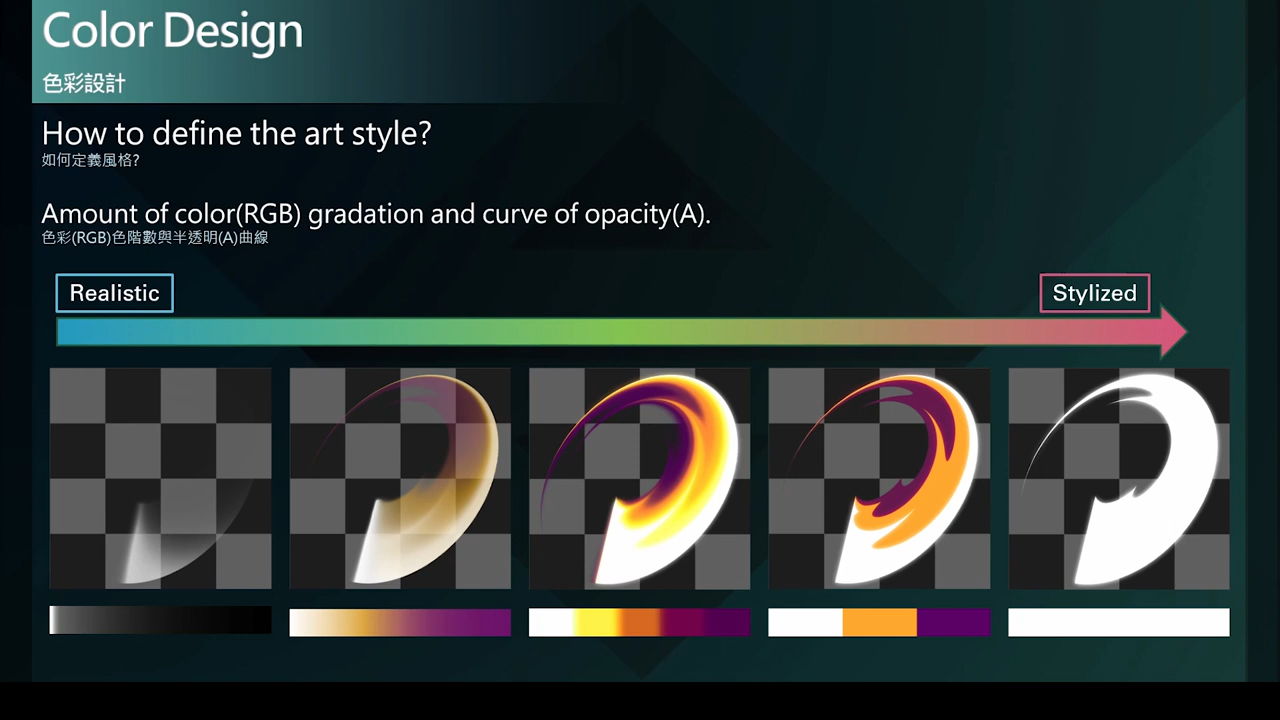 Color Design
色彩設計
How to define the art style?
如何定義風格?
Amount of color(RGB) gradation and curve of opacity(A).
色彩(RGB)色階數與半透明(A)曲線
Realistic
Stylized